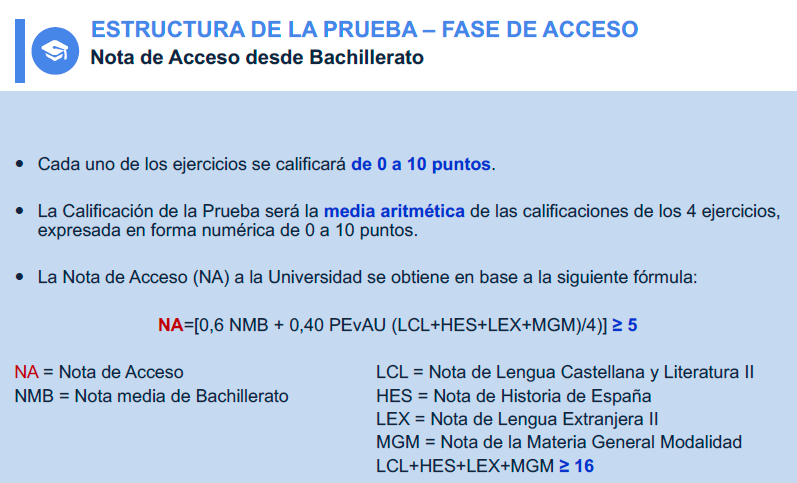 ESTRUCTURA DE LA PRUEBA – FASE DE ACCESO
Nota de Acceso desde Bachillerato
• Cada uno de los ejercicios se calificará de 0 a 10 puntos.
• La Calificación de la Prueba será la media aritmética de las calificaciones de los 4 ejercicios,
expresada en forma numérica de 0 a 10 puntos.
• La Nota de Acceso (NA) a la Universidad se obtiene en base a la siguiente fórmula:
NA=[0,6 NMB + 0,40 PEvAU (LCL+HES+LEX+MGM)/4)] ≥ 5
NA = Nota de Acceso
NMB = Nota media de Bachillerato
LCL = Nota de Lengua Castellana y Literatura II
HES = Nota de Historia de España
LEX = Nota de Lengua Extranjera II
MGM = Nota de la Materia General Modalidad
LCL+HES+LEX+MGM ≥ 16